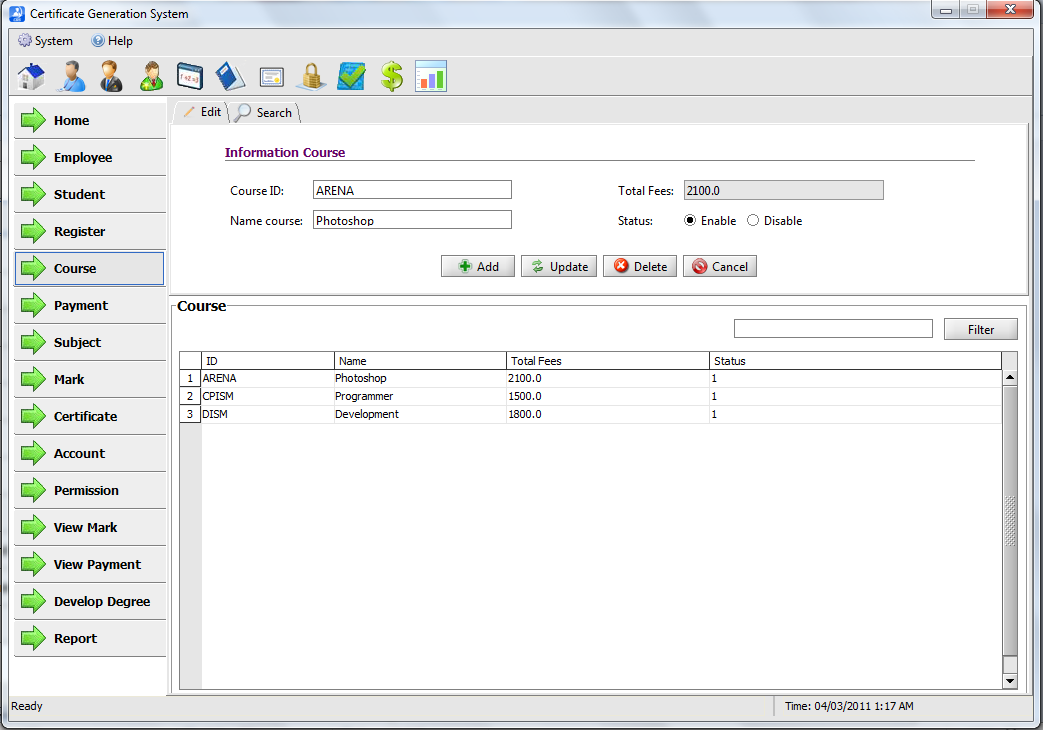 Certificate Generation System
System Help
Edit Search
Home
Employee
Student
Register
Course
Payment
Subject
Mark
Certificate
Account
Permission
View Mark
View Payment
Develop Degree
Report
Information Course
Course ID: ARENA Total Fees: 2100.0
Name course: Photoshop Status: Enable Disable
Add Update Delete Cancel
Course
Filter
ID Name Total Fees Status
1 ARENA Photoshop 2100.0 1
2 CPISM Programmer 1500.0 1
3 DISM Development 1800.0 1
Ready Time: 04/03/2011 1:17 AM